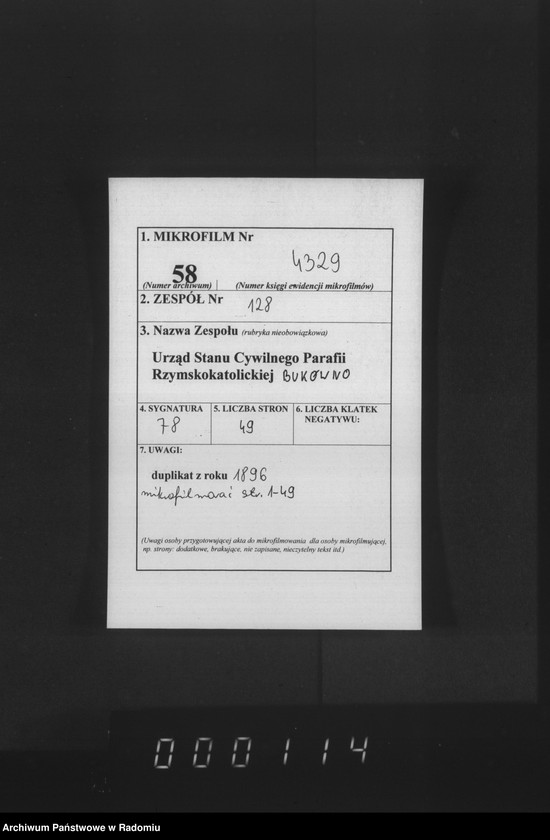 1. MIKROFILM Nr
58 4329
(Numer archiwum) (Numer księgi ewidencji mikrofilmów)
2. ZESPÓŁ Nr 128
3. Nazwa Zespołu (rubryka nieobowiązkowa)
Urząd Stanu Cywilnego Parafii
Rzymskokatolickiej BUKOWNO
4. SYGNATURA 5. LICZBA STRON 6. LICZBA KLATEK
NEGATYWU:
78 49
7. UWAGI:
duplikat z roku 1896
mikrofilmować str. 1-49
(Uwagi osoby przygotowującej akta do mikrofilmowania dla osoby mikrofilmującej,
np. strony: dodatkowe, brakujące, nie zapisane, nieczytelny tekst itd.)
000114
Archiwum Państwowe w Radomiu